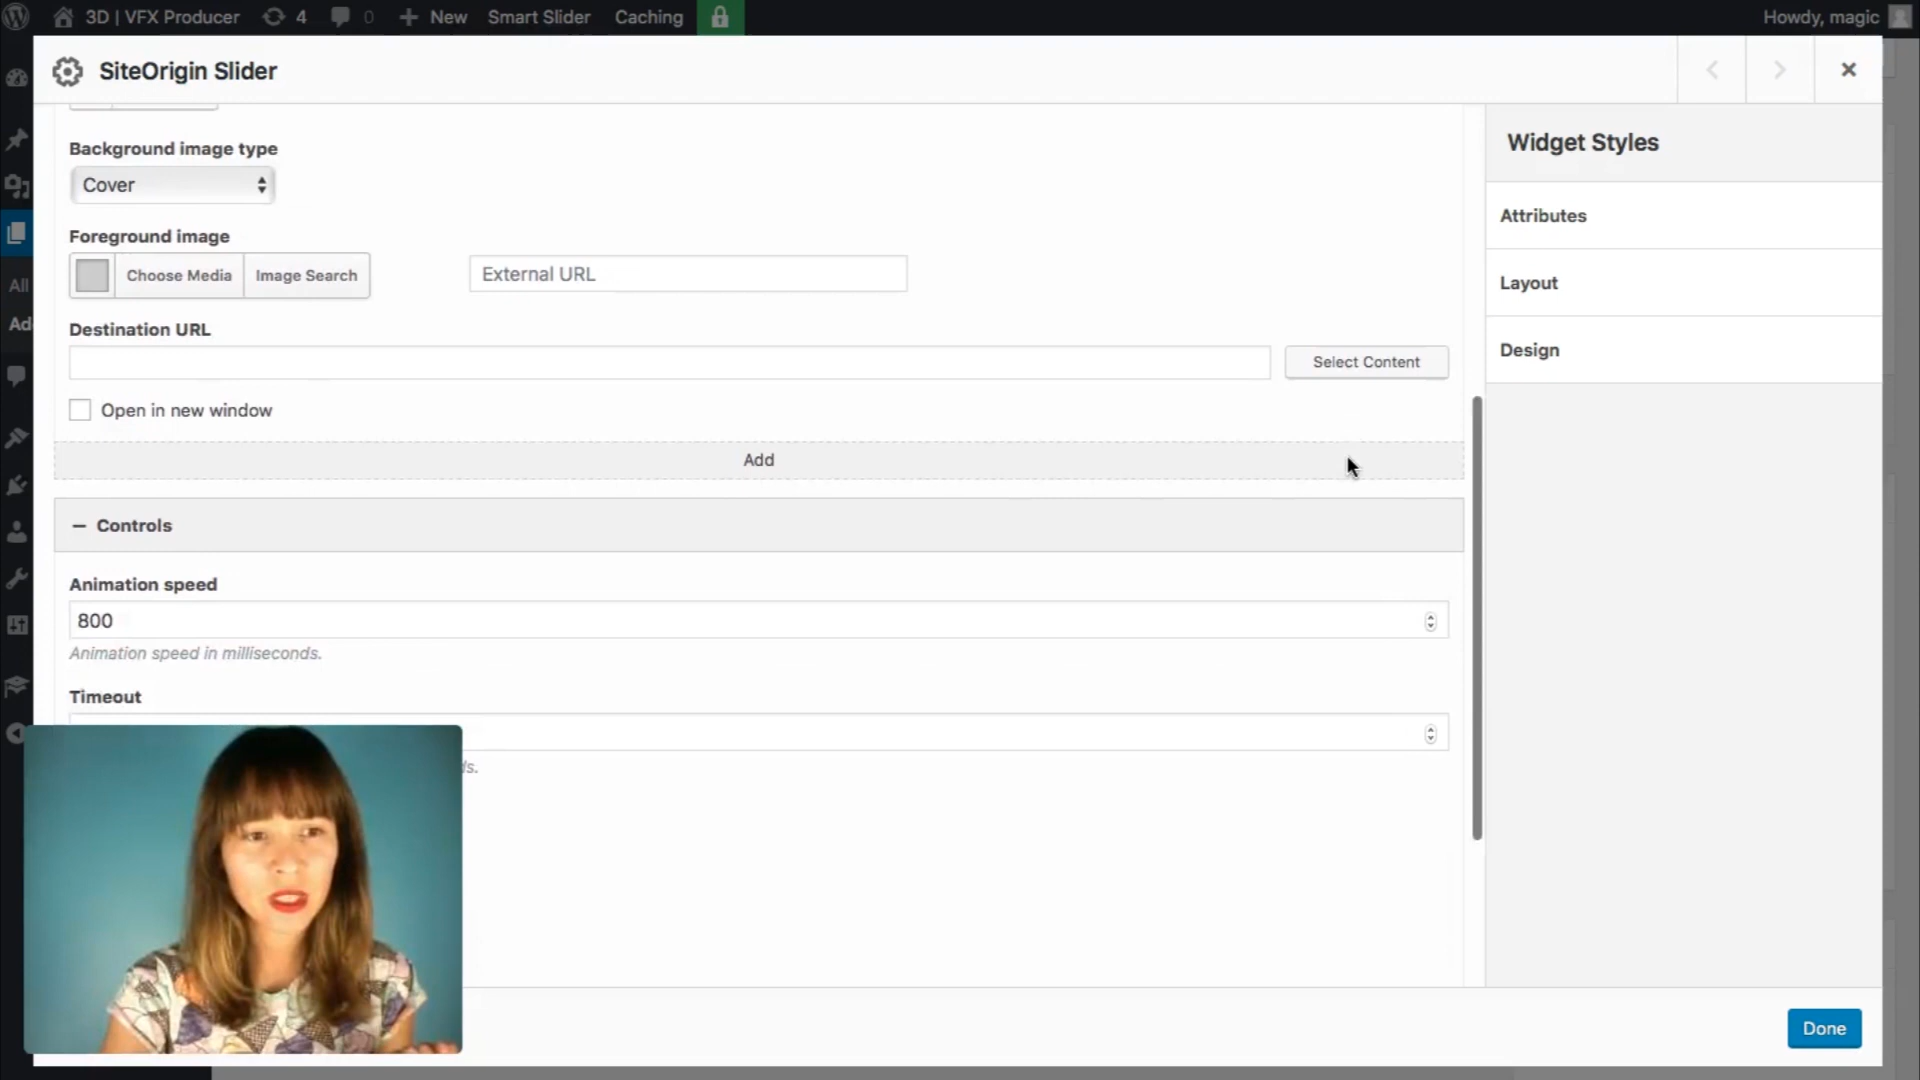 3D | VFX Producer 4 0 New Smart Slider Caching Howdy, magic
SiteOrigin Slider
Background image type
Cover
Foreground image
Choose Media Image Search External URL
Destination URL
Select Content
Open in new window
Add
Controls
Animation speed
800
Animation speed in milliseconds.
Timeout
ds.
Widget Styles
Attributes
Layout
Design
All
Ad
Done